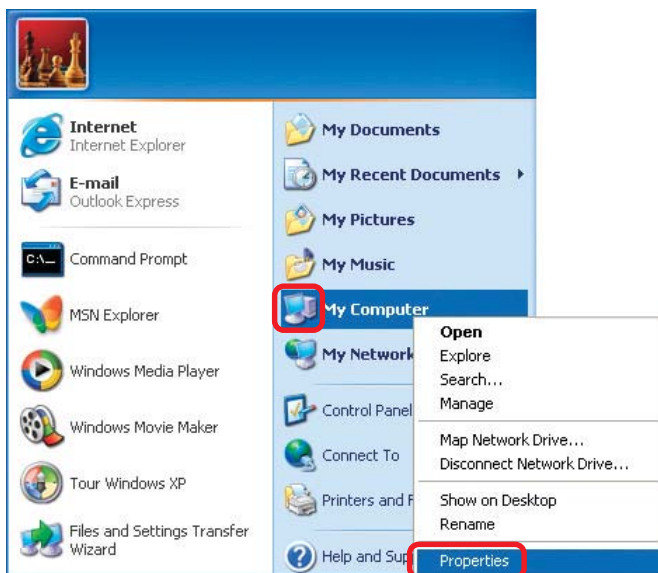 Internet
Internet Explorer
E-mail
Outlook Express
C:\_
Command Prompt
MSN Explorer
Windows Media Player
Windows Movie Maker
Tour Windows XP
Files and Settings Transfer
Wizard
My Documents
My Recent Documents
My Pictures
My Music
My Computer
My Network
Control Panel
Connect To
Printers and F
Help and Sup
Open
Explore
Search...
Manage
Map Network Drive...
Disconnect Network Drive...
Show on Desktop
Rename
Properties